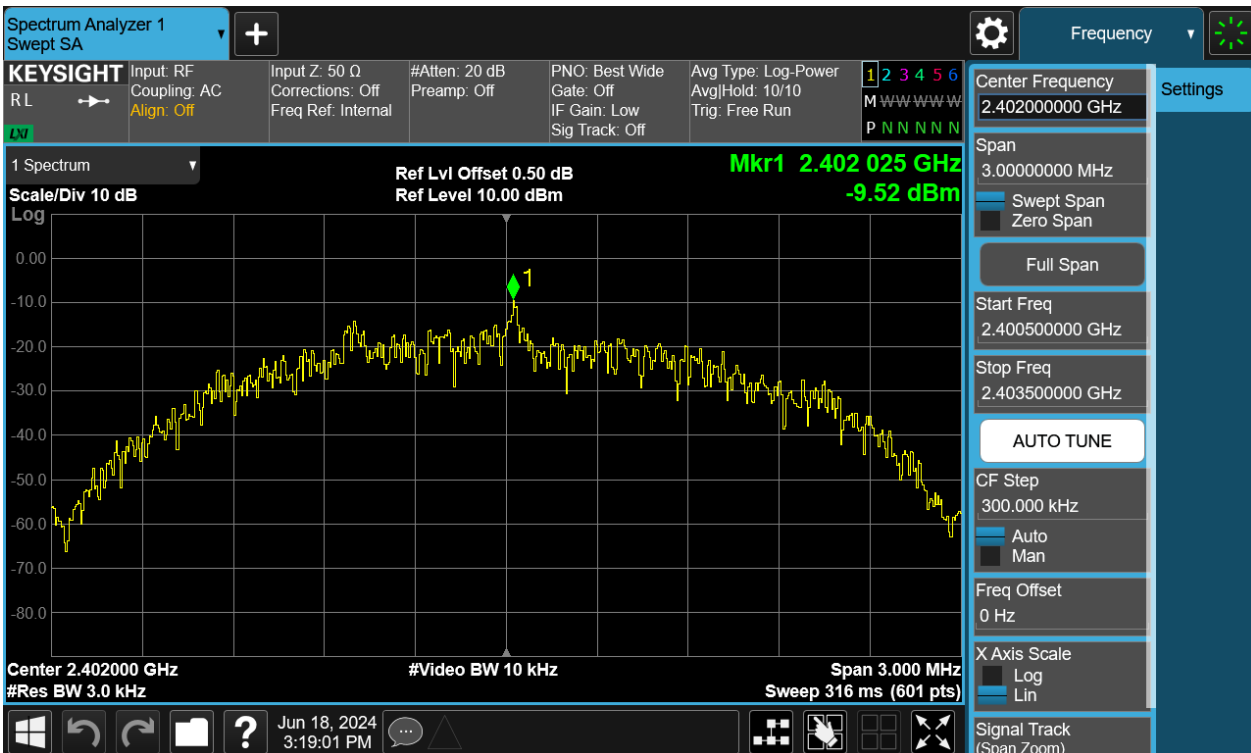 Spectrum Analyzer 1
Swept SA
+
Frequency
KEYSIGHT
R L
LXI
Input: RF
Coupling: AC
Align: Off
Input Z: 50 Ω
Corrections: Off
Freq Ref: Internal
#Atten: 20 dB
Preamp: Off
PNO: Best Wide
Gate: Off
IF Gain: Low
Sig Track: Off
Avg Type: Log-Power
Avg|Hold: 10/10
Trig: Free Run
1 2 3 4 5 6
M W W W W W
P N N N N N
1 Spectrum
Scale/Div 10 dB
Ref Lvl Offset 0.50 dB
Ref Level 10.00 dBm
Mkr1 2.402 025 GHz
-9.52 dBm
Log
1
0.00
-10.0
-20.0
-30.0
-40.0
-50.0
-60.0
-70.0
-80.0
Center 2.402000 GHz
#Res BW 3.0 kHz
#Video BW 10 kHz
Span 3.000 MHz
Sweep 316 ms (601 pts)
?
Jun 18, 2024
3:19:01 PM
Center Frequency
2.402000000 GHz
Span
3.00000000 MHz
Swept Span
Zero Span
Full Span
Start Freq
2.400500000 GHz
Stop Freq
2.403500000 GHz
AUTO TUNE
CF Step
300.000 kHz
Auto
Man
Freq Offset
0 Hz
X Axis Scale
Log
Lin
Signal Track
(Span Zoom)
Settings